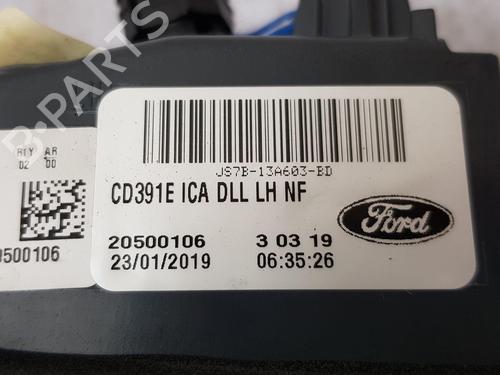 JS7B-13A603-BD
CD391E ICA DLL LH NF
RTY AR
02 00
Ford
9500106
20500106 3 03 19
23/01/2019 06:35:26
B-PARTS